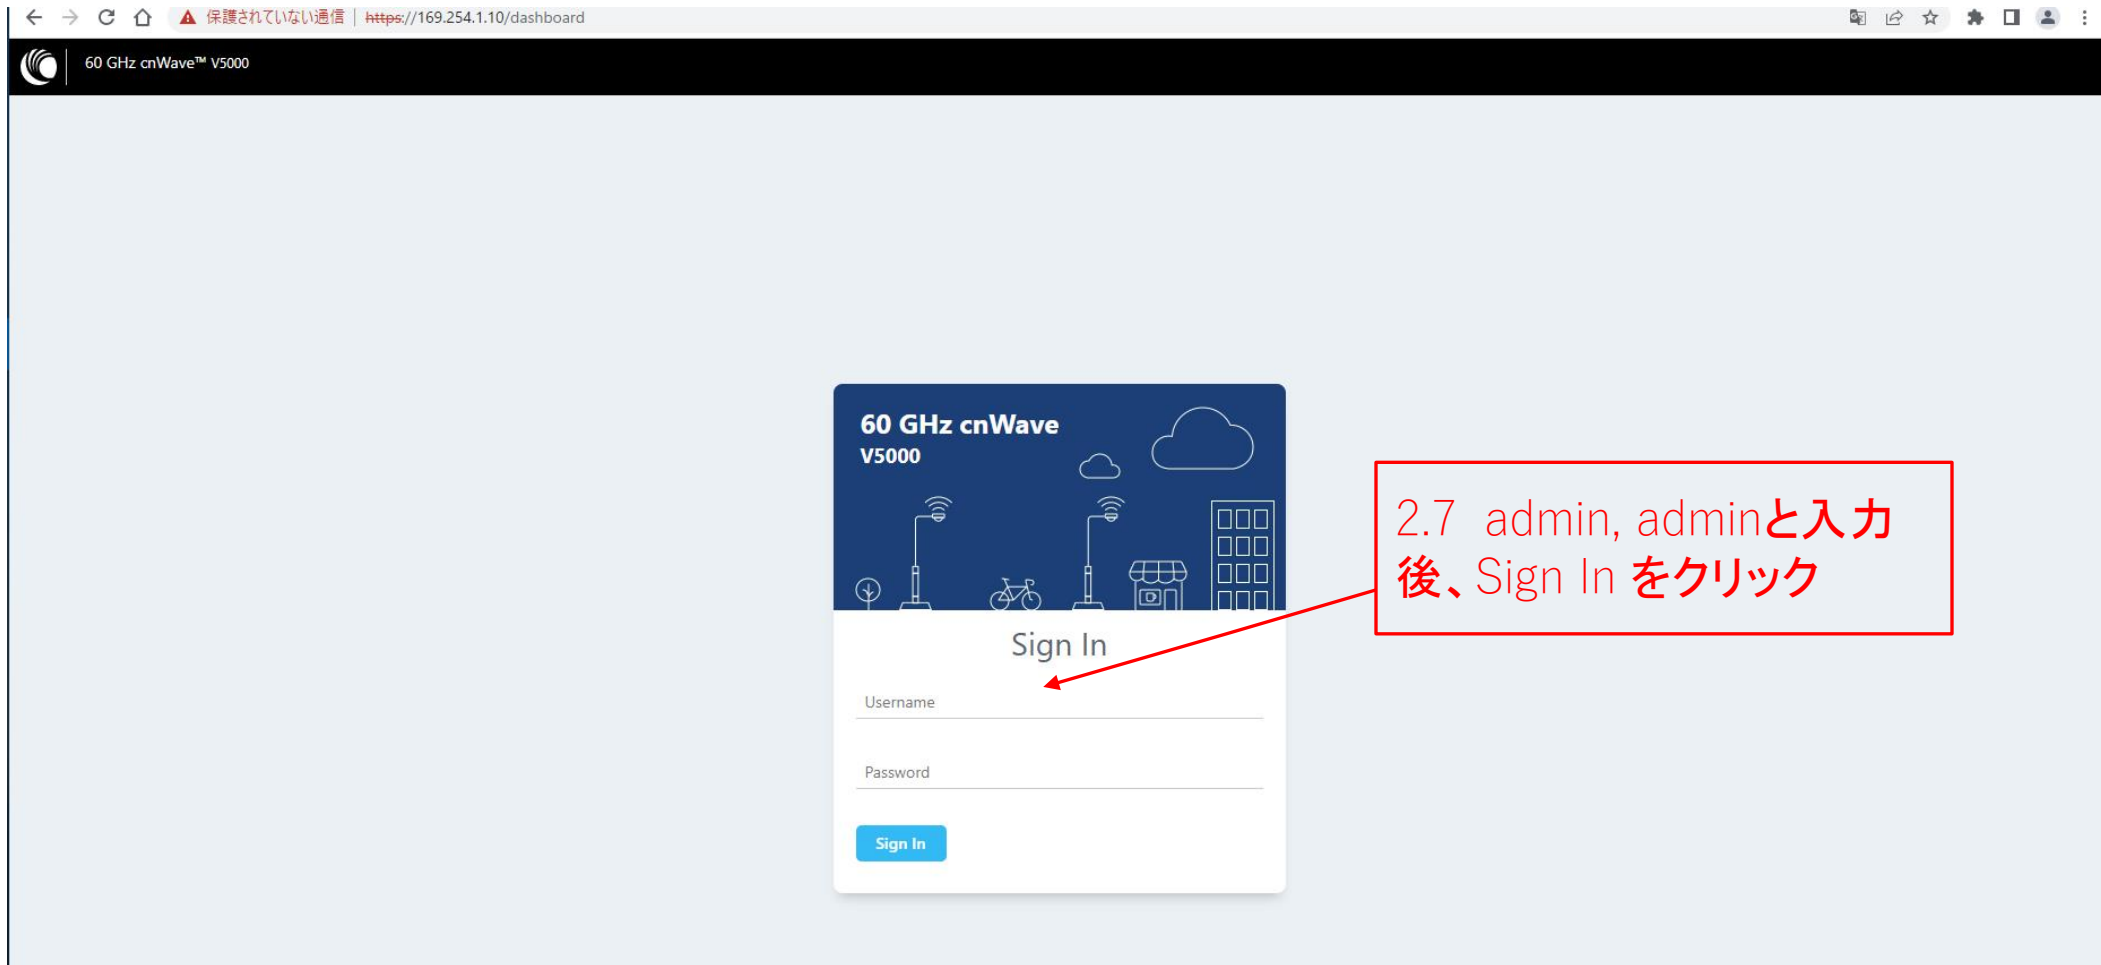 保護されていない通信 | https://169.254.1.10/dashboard
60 GHz cnWave™ V5000
60 GHz cnWave
V5000
2.7 admin, adminと入力
後、Sign In をクリック
Sign In
Username
Password
Sign In